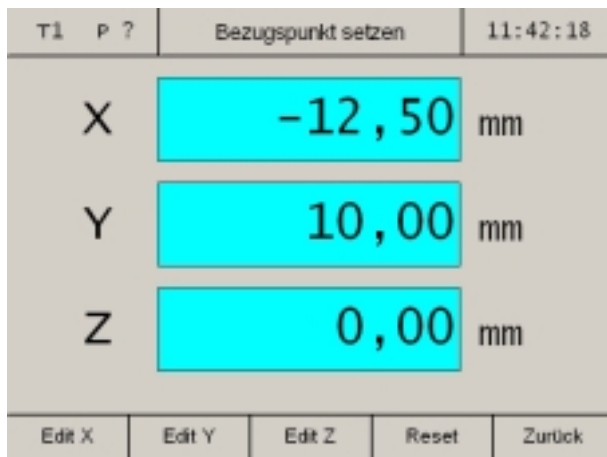 T1 P ? Bezugspunkt setzen 11:42:18
X -12,50 mm
Y 10,00 mm
Z 0,00 mm
Edit X Edit Y Edit Z Reset Zurück